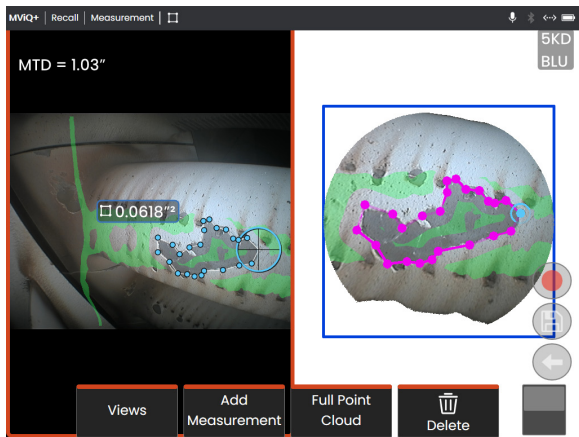 MViQ+ Recall Measurement
MTD = 1.03"
5KD
BLU
0.0618"²
Views
Add
Measurement
Full Point
Cloud
Delete